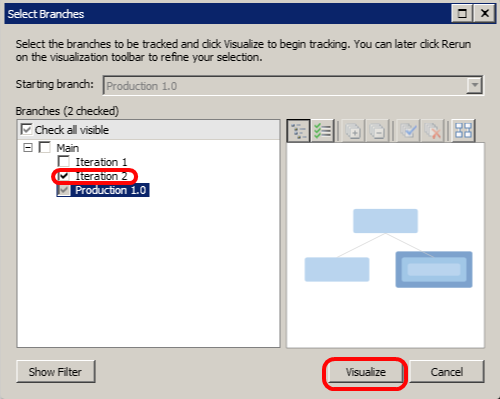 Select Branches
Select the branches to be tracked and click Visualize to begin tracking. You can later click Rerun
on the visualization toolbar to refine your selection.
Starting branch: Production 1.0
Branches (2 checked)
Check all visible
Main
Iteration 1
Iteration 2
Production 1.0
Show Filter
Visualize
Cancel